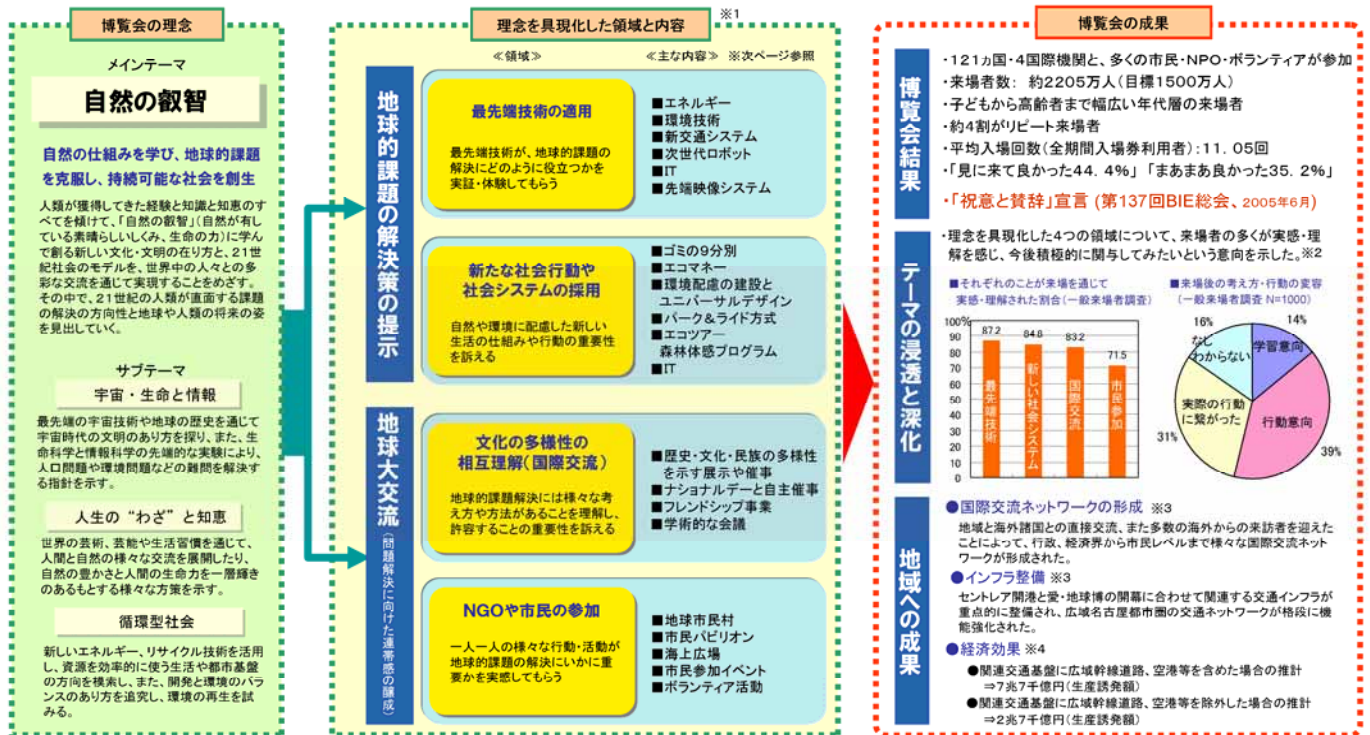 博覧会の理念
メインテーマ
自然の叡智
自然の仕組みを学び、地球的課題
を克服し、持続可能な社会を創生
人類が獲得してきた経験と知識と知恵のす
べてを傾けて、「自然の叡智」(自然が有し
ている素晴らしいしくみ、生命の力)に学ん
で創る新しい文化・文明の在り方と、21世
紀社会のモデルを、世界中の人々との多
彩な交流を通じて実現することをめざす。
その中で、21世紀の人類が直面する課題
の解決の方向性と地球や人類の将来の姿
を見出していく。
サブテーマ
宇宙・生命と情報
最先端の宇宙技術や地球の歴史を通じて
宇宙時代の文明のあり方を探り、また、生
命科学と情報科学の先端的な実験により、
人口問題や環境問題などの難問を解決す
る指針を示す。
人生の“わざ”と知恵
世界の芸術、芸能や生活習慣を通じて、
人間と自然の様々な交流を展開したり、
自然の豊かさと人間の生命力を一層輝き
のあるもとする様々な方策を示す。
循環型社会
新しいエネルギー、リサイクル技術を活用
し、資源を効率的に使う生活や都市基盤
の方向を模索し、また、開発と環境のバラ
ンスのあり方を追究し、環境の再生を試
みる。
理念を具現化した領域と内容
※1
≪領域≫
≪主な内容≫ ※次ページ参照
地球的課題の解決策の提示
最先端技術の適用
最先端技術が、地球的課題の
解決にどのように役立つかを
実証・体験してもらう
■エネルギー
■環境技術
■新交通システム
■次世代ロボット
■IT
■先端映像システム
新たな社会行動や
社会システムの採用
自然や環境に配慮した新しい
生活の仕組みや行動の重要性
を訴える
■ゴミの9分別
■エコマネー
■環境配慮の建設と
ユニバーサルデザイン
■パーク&ライド方式
■エコツアー
森林体感プログラム
■IT
地球大交流
(問題解決に向けた連帯感の醸成)
文化の多様性の
相互理解(国際交流)
地球的課題解決には様々な考
え方や方法があることを理解し、
許容することの重要性を訴える
■歴史・文化・民族の多様性
を示す展示や催事
■ナショナルデーと自主催事
■フレンドシップ事業
■学術的な会議
NGOや市民の参加
一人一人の様々な行動・活動が
地球的課題の解決にいかに重
要かを実感してもらう
■地球市民村
■市民パビリオン
■海上広場
■市民参加イベント
■ボランティア活動
博覧会の成果
博覧会結果
・121ヵ国・4国際機関と、多くの市民・NPO・ボランティアが参加
・来場者数: 約2205万人(目標1500万人)
・子どもから高齢者まで幅広い年代層の来場者
・約4割がリピート来場者
・平均入場回数(全期間入場券利用者):11.05回
・「見に来て良かった44.4%」「まあまあ良かった35.2%」
・「祝意と賛辞」宣言 (第137回BIE総会、2005年6月)
テーマの浸透と深化
・理念を具現化した4つの領域について、来場者の多くが実感・理
解を感じ、今後積極的に関与してみたいという意向を示した。※2
■それぞれのことが来場を通じて
実感・理解された割合(一般来場者調査)
100%
90
80
70
60
50
40
30
20
10
0
87.2
84.6
83.2
71.5
最先端技術
新しい社会システム
国際交流
市民参加
■来場後の考え方・行動の変容
(一般来場者調査 N=1000)
16%
なし
わからない
14%
学習意向
実際の行動
に繋がった
31%
行動意向
39%
地域への成果
●国際交流ネットワークの形成 ※3
地域と海外諸国との直接交流、また多数の海外からの来訪者を迎えた
ことによって、行政、経済界から市民レベルまで様々な国際交流ネット
ワークが形成された。
●インフラ整備 ※3
セントレア開港と愛・地球博の開幕に合わせて関連する交通インフラが
重点的に整備され、広域名古屋都市圏の交通ネットワークが格段に機
能強化された。
●経済効果 ※4
●関連交通基盤に広域幹線道路、空港等を含めた場合の推計
⇒7兆7千億円(生産誘発額)
●関連交通基盤に広域幹線道路、空港等を除外した場合の推計
⇒2兆7千億円(生産誘発額)